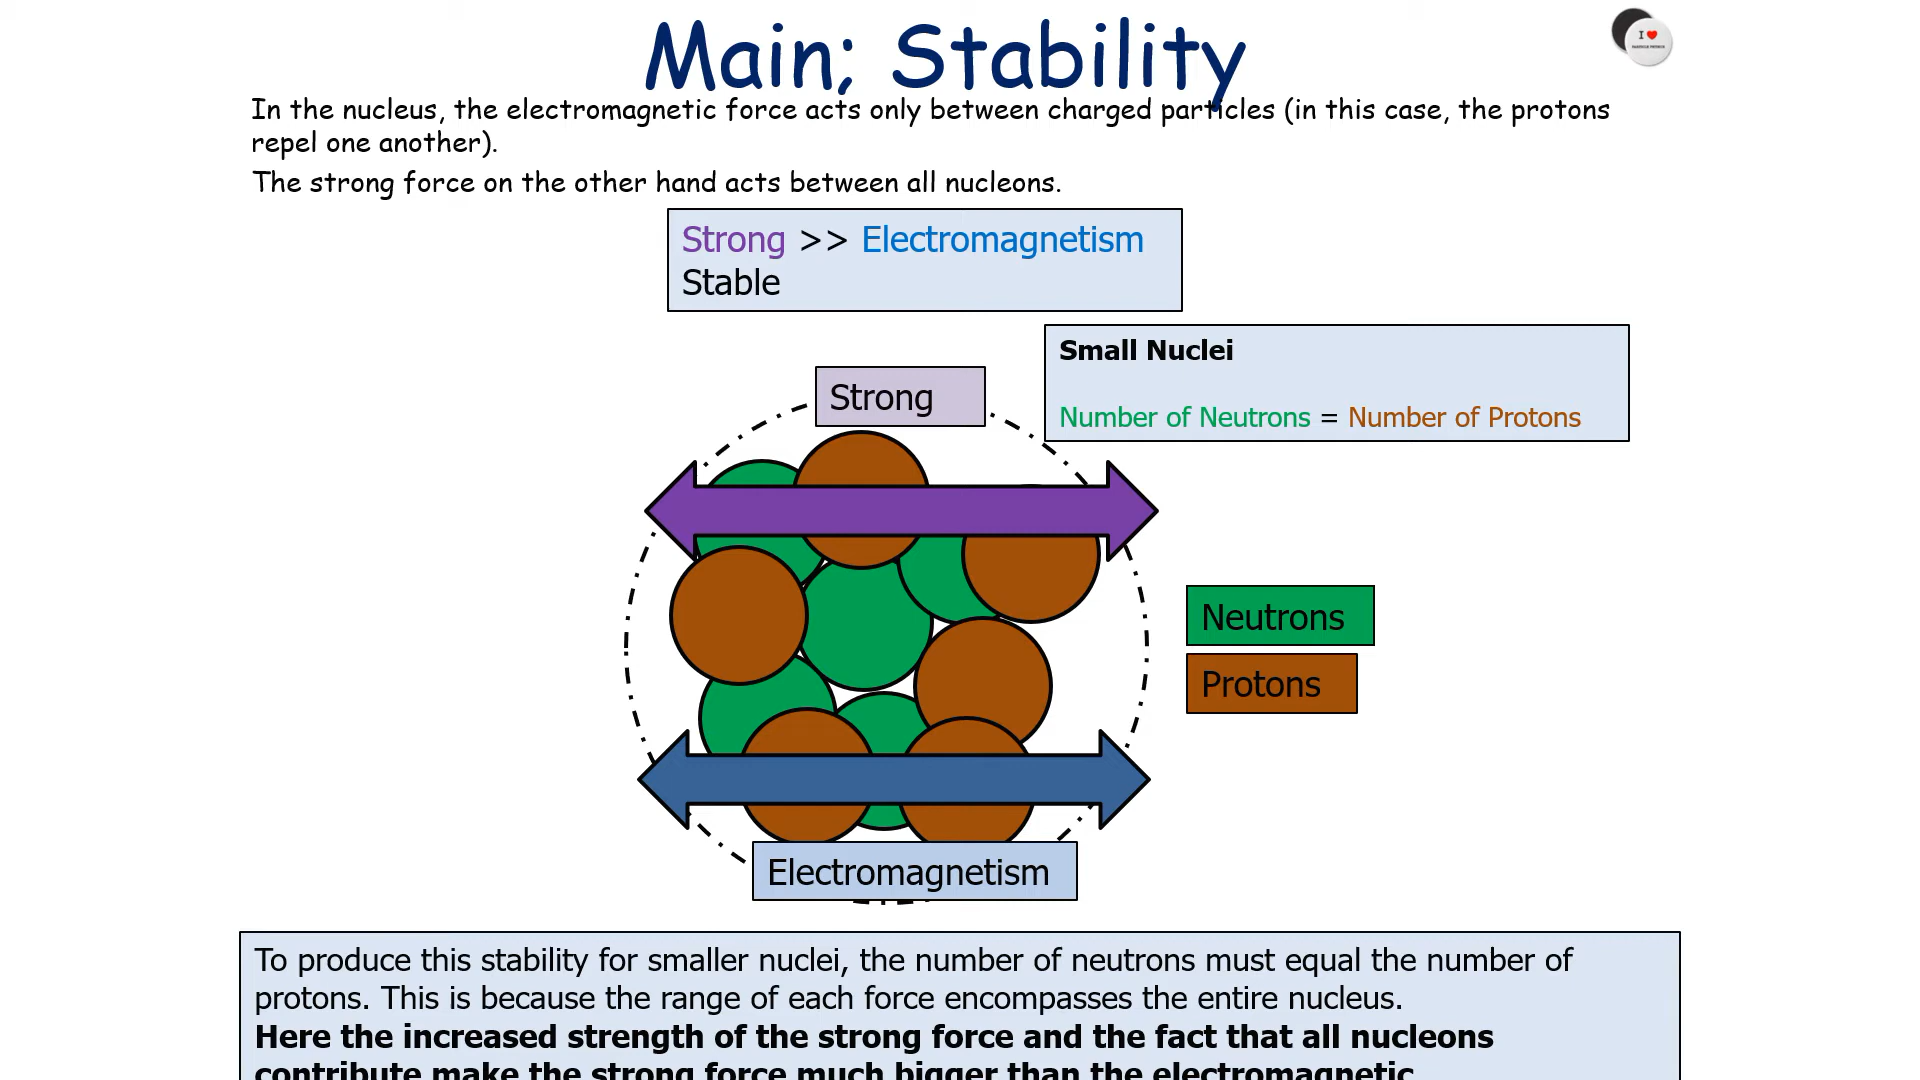 Main; Stability
I ❤
In the nucleus, the electromagnetic force acts only between charged particles (in this case, the protons
repel one another).
The strong force on the other hand acts between all nucleons.
Strong >> Electromagnetism
Stable
Small Nuclei
Number of Neutrons = Number of Protons
Strong
Neutrons
Protons
Electromagnetism
To produce this stability for smaller nuclei, the number of neutrons must equal the number of
protons. This is because the range of each force encompasses the entire nucleus.
Here the increased strength of the strong force and the fact that all nucleons
contribute make the strong force much bigger than the electromagnetic